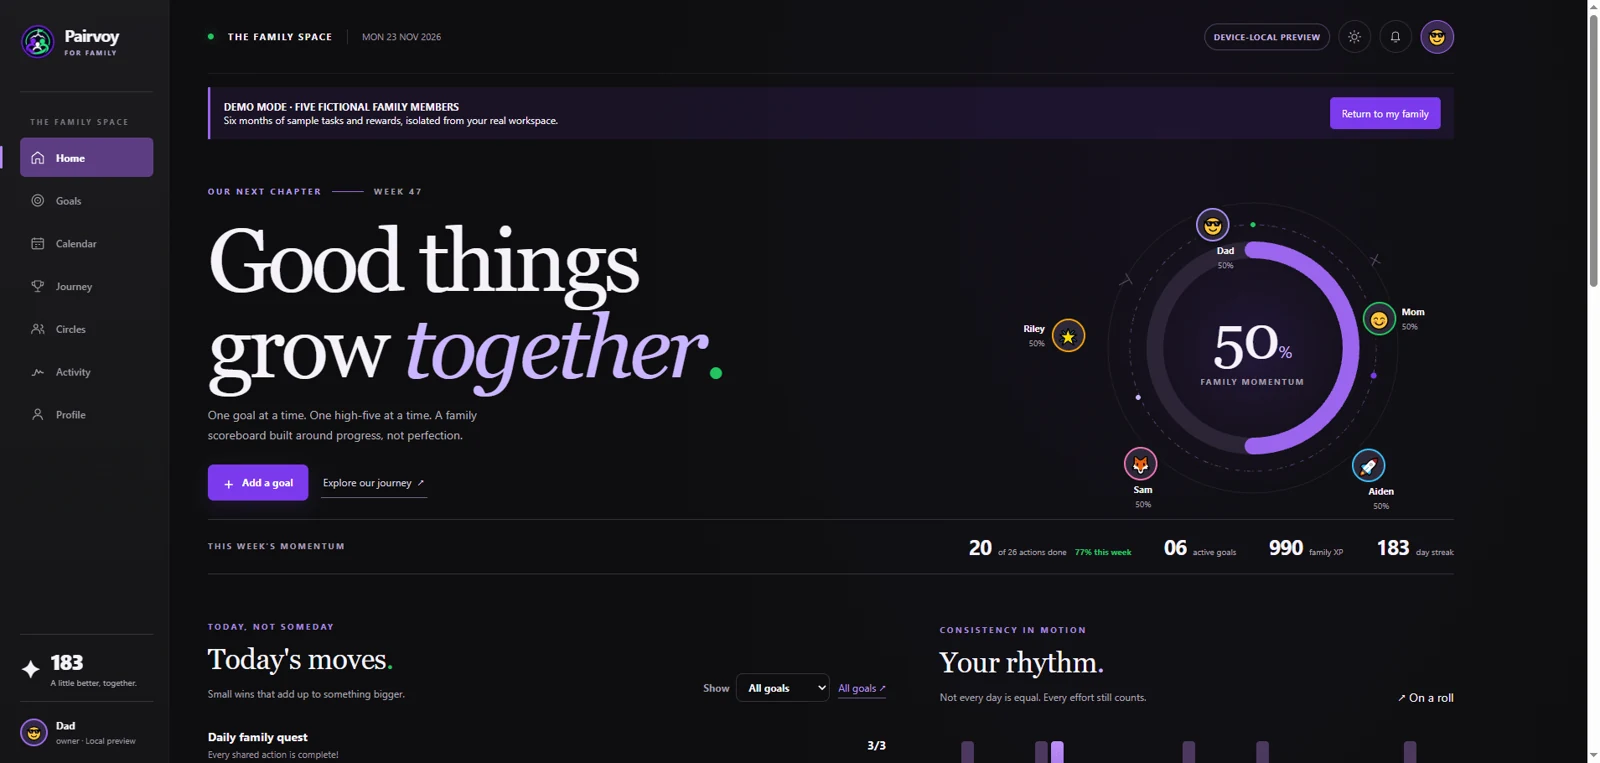 Pairvoy
FOR FAMILY
THE FAMILY SPACE
Home
Goals
Calendar
Journey
Circles
Activity
Profile
183
A little better, together.
Dad
owner · Local preview
THE FAMILY SPACE
MON 23 NOV 2026
DEVICE-LOCAL PREVIEW
DEMO MODE · FIVE FICTIONAL FAMILY MEMBERS
Six months of sample tasks and rewards, isolated from your real workspace.
Return to my family
OUR NEXT CHAPTER
WEEK 47
Good things
grow together.
One goal at a time. One high-five at a time. A family
scoreboard built around progress, not perfection.
+ Add a goal
Explore our journey ↗
Dad
50%
Mom
50%
Riley
50%
50%
FAMILY MOMENTUM
Sam
50%
Aiden
50%
THIS WEEK'S MOMENTUM
20 of 26 actions done 77% this week
06 active goals
990 family XP
183 day streak
TODAY, NOT SOMEDAY
Today's moves.
Small wins that add up to something bigger.
Show
All goals
All goals ↗
Daily family quest
Every shared action is complete!
3/3
CONSISTENCY IN MOTION
Your rhythm.
Not every day is equal. Every effort still counts.
↗ On a roll